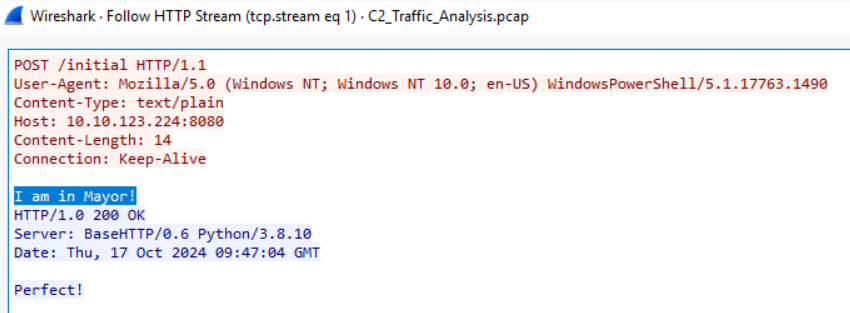 Wireshark · Follow HTTP Stream (tcp.stream eq 1) · C2_Traffic_Analysis.pcap
POST /initial HTTP/1.1
User-Agent: Mozilla/5.0 (Windows NT; Windows NT 10.0; en-US) WindowsPowerShell/5.1.17763.1490
Content-Type: text/plain
Host: 10.10.123.224:8080
Content-Length: 14
Connection: Keep-Alive
I am in Mayor!
HTTP/1.0 200 OK
Server: BaseHTTP/0.6 Python/3.8.10
Date: Thu, 17 Oct 2024 09:47:04 GMT
Perfect!